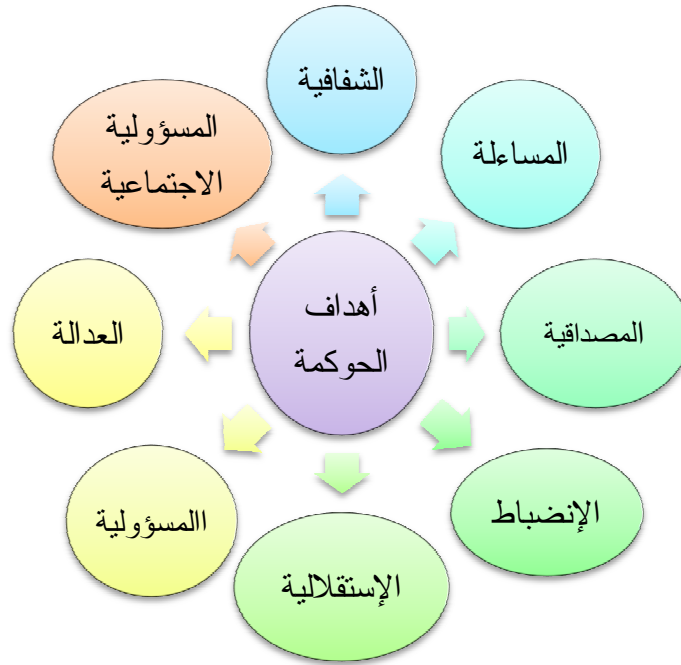 الشفافية
المساءلة
المصداقية
الإنضباط
الإستقلالية
االمسؤولية
العدالة
المسؤولية
الاجتماعية
أهداف
الحوكمة